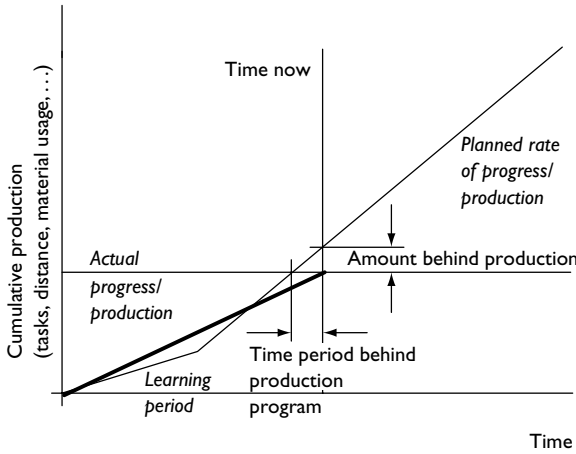 Cumulative production
(tasks, distance, material usage,...)
Time now
Planned rate
of progress/
production
Actual
progress/
production
Amount behind production
Time period behind
production
program
Learning
period
Time